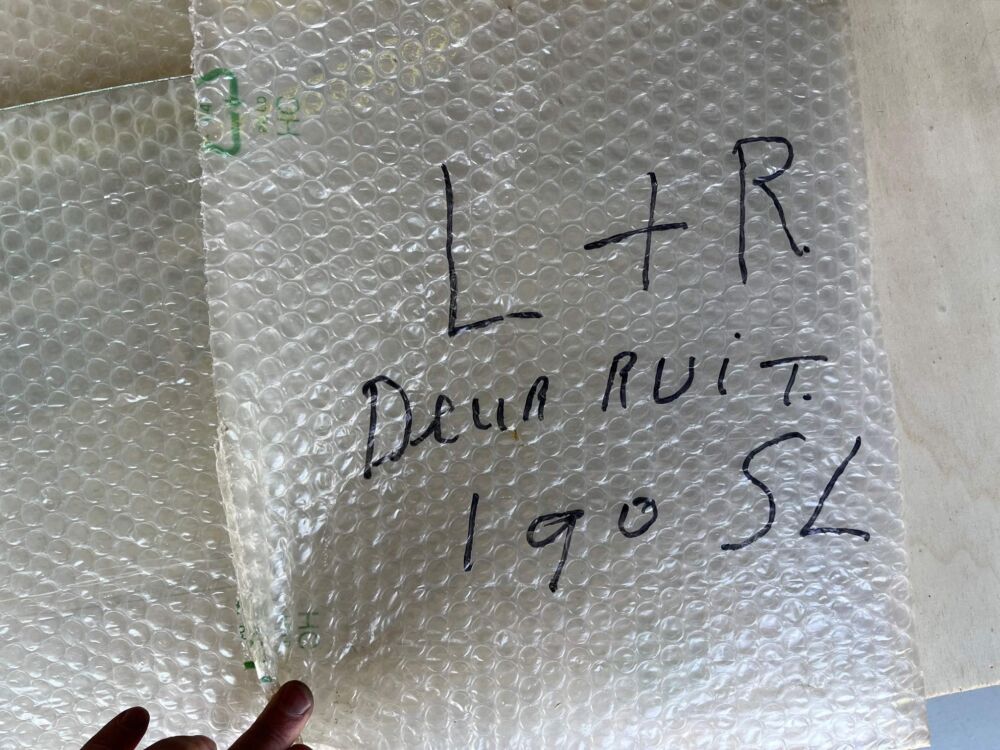 L + R.
Deur RUiT.
190 SL